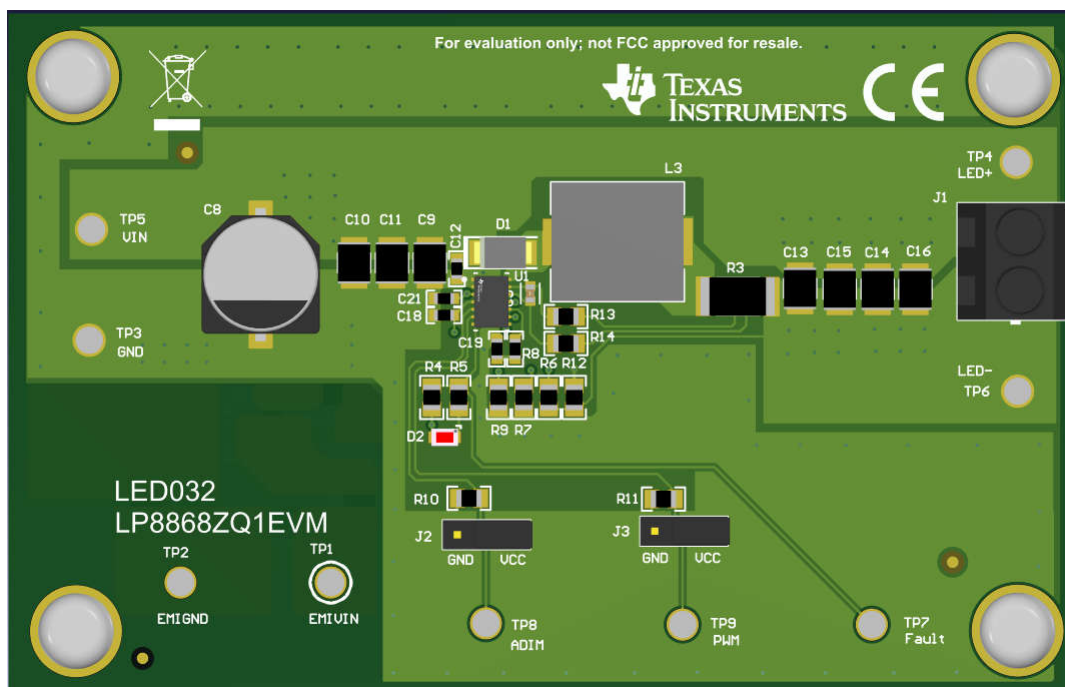 For evaluation only; not FCC approved for resale.
TEXAS
INSTRUMENTS
CE
TP4
LED+
L3
J1
C8
TP5
VIN
C10
C11
C9
C12
D1
U1
R3
C13
C15
C14
C16
C21
C18
C19
R13
R14
TP3
GND
R8
R6
R12
R4
R5
LED-
TP6
D2
R9
R7
LED032
LP8868ZQ1EVM
R10
R11
J2
J3
GND
VCC
GND
VCC
TP2
TP1
EMIGND
EMIVIN
TP8
ADIM
TP9
PWM
TP7
Fault